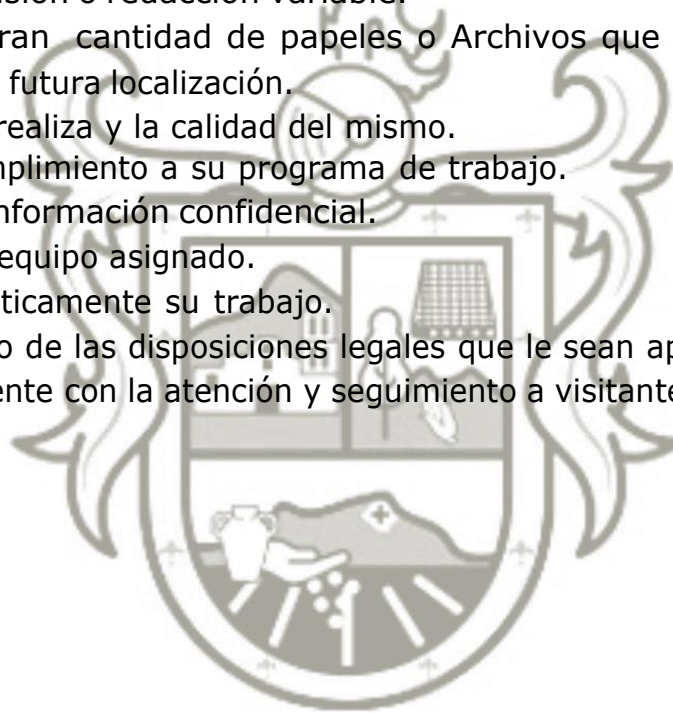 o reducción variable.
ran cantidad de papeles o Archivos que
futura localización.
realiza y la calidad del mismo.
mplimiento a su programa de trabajo.
nformación confidencial.
equipo asignado.
ticamente su trabajo.
o de las disposiciones legales que le sean ap
ente con la atención y seguimiento a visitante